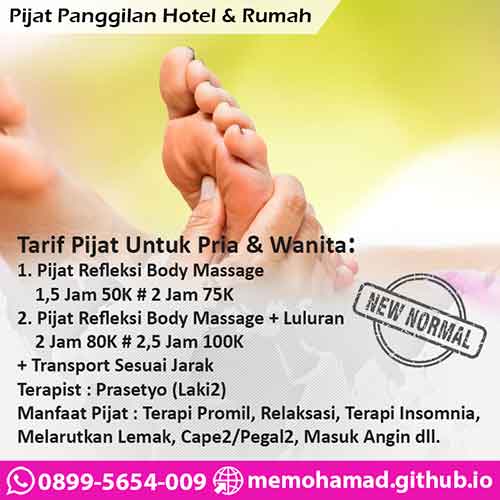 Pijat Panggilan Hotel & Rumah
Tarif Pijat Untuk Pria & Wanita:
1. Pijat Refleksi Body Massage
1,5 Jam 50K # 2 Jam 75K
2. Pijat Refleksi Body Massage + Luluran
2 Jam 80K # 2,5 Jam 100K
+ Transport Sesuai Jarak
Terapist : Prasetyo (Laki2)
Manfaat Pijat : Terapi Promil, Relaksasi, Terapi Insomnia,
Melarutkan Lemak, Cape2/Pegal2, Masuk Angin dll.
NEW NORMAL
0899-5654-009 memohamad.github.io